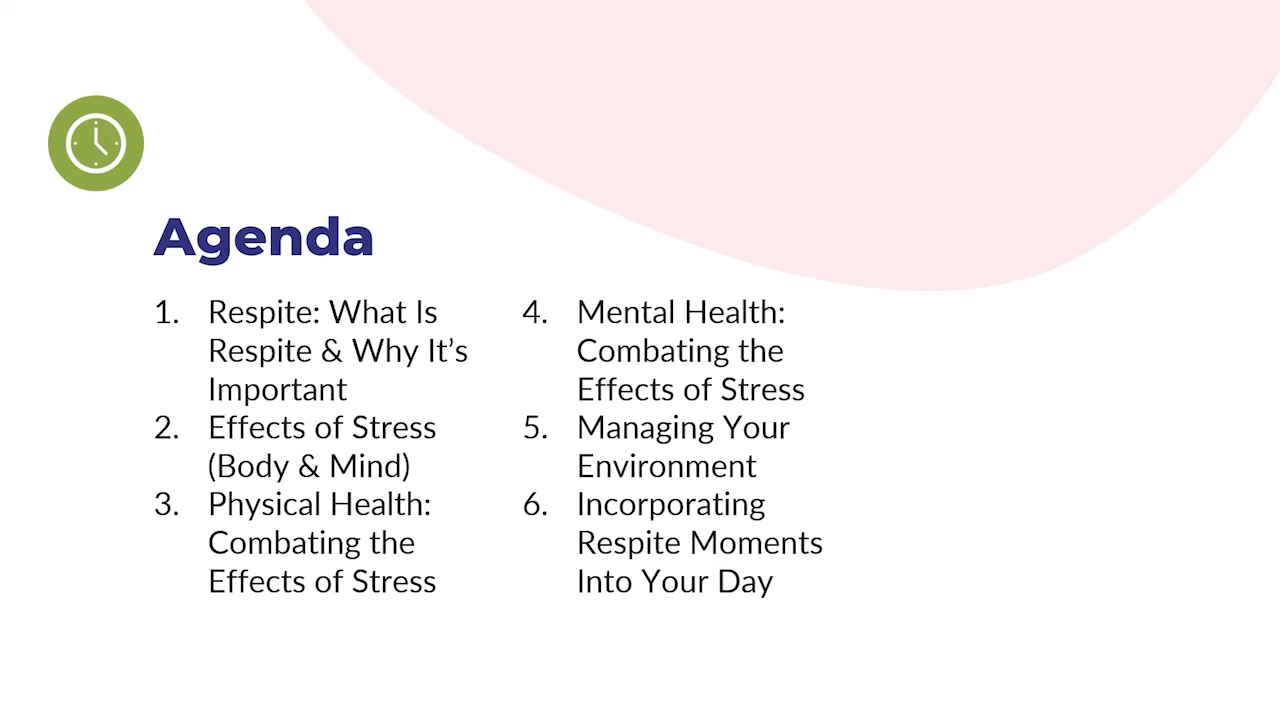 Agenda
1. Respite: What Is
Respite & Why It’s
Important
2. Effects of Stress
(Body & Mind)
3. Physical Health:
Combating the
Effects of Stress
4. Mental Health:
Combating the
Effects of Stress
5. Managing Your
Environment
6. Incorporating
Respite Moments
Into Your Day